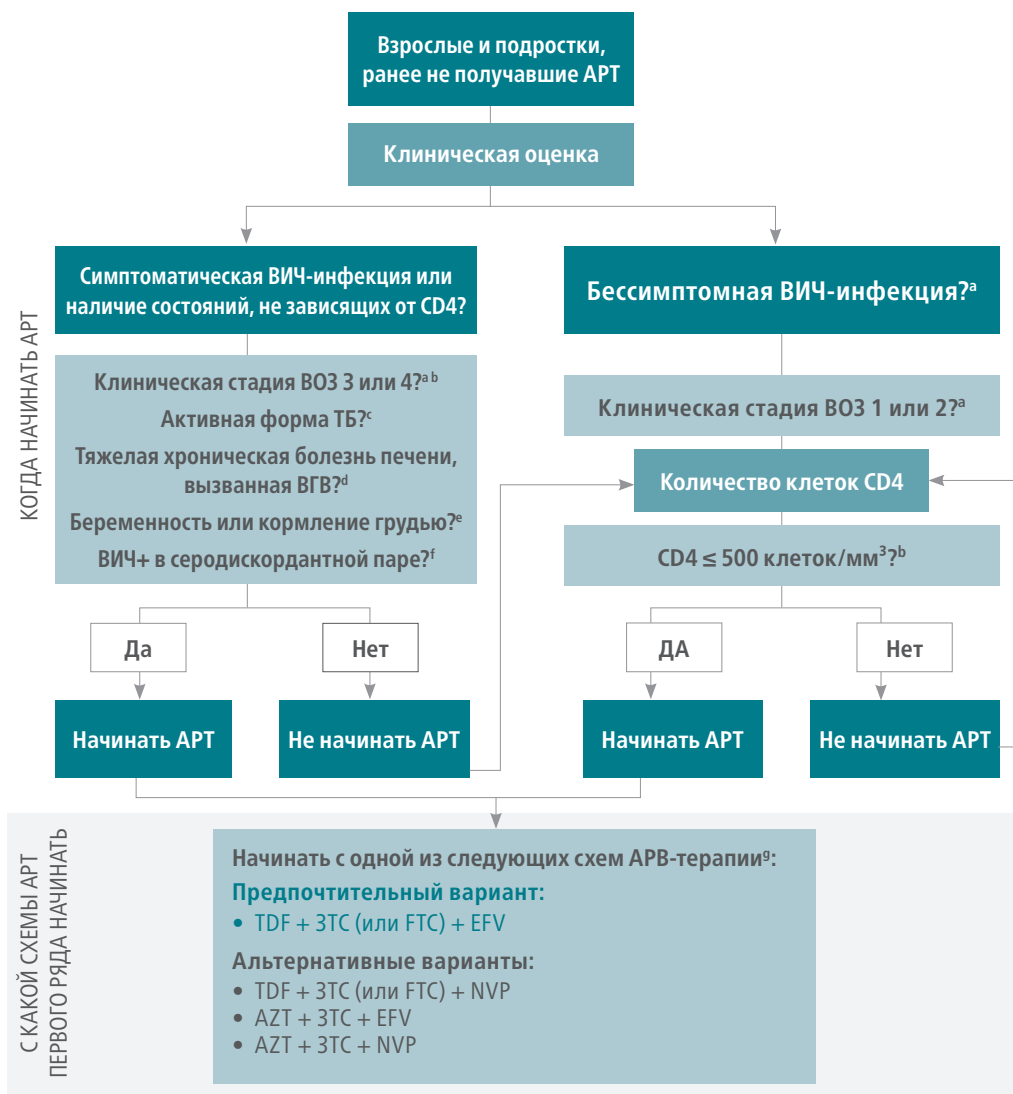 Взрослые и подростки,
ранее не получавшие АРТ
Клиническая оценка
КОГДА НАЧИНАТЬ АРТ
Симптоматическая ВИЧ-инфекция или
наличие состояний, не зависящих от CD4?
Клиническая стадия ВОЗ 3 или 4?ᵃ ᵇ
Активная форма ТБ?ᶜ
Тяжелая хроническая болезнь печени,
вызванная ВГВ?ᵈ
Беременность или кормление грудью?ᵉ
ВИЧ+ в серодискордантной паре?ᶠ
Да
Нет
Начинать АРТ
Не начинать АРТ
Бессимптомная ВИЧ-инфекция?ᵃ
Клиническая стадия ВОЗ 1 или 2?ᵃ
Количество клеток CD4
CD4 ≤ 500 клеток/мм³?ᵇ
ДА
Нет
Начинать АРТ
Не начинать АРТ
С КАКОЙ СХЕМЫ АРТ
ПЕРВОГО РЯДА НАЧИНАТЬ
Начинать с одной из следующих схем АРВ-терапииᵍ:
Предпочтительный вариант:
• TDF + 3TC (или FTC) + EFV
Альтернативные варианты:
• TDF + 3TC (или FTC) + NVP
• AZT + 3TC + EFV
• AZT + 3TC + NVP